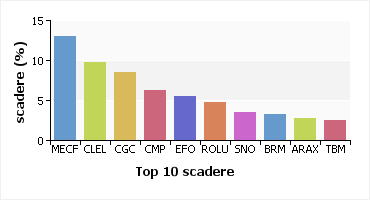 scadere (%)
15
10
5
0
MECF CLEL CGC CMP EFO ROLU SNO BRM ARAX TBM
Top 10 scadere